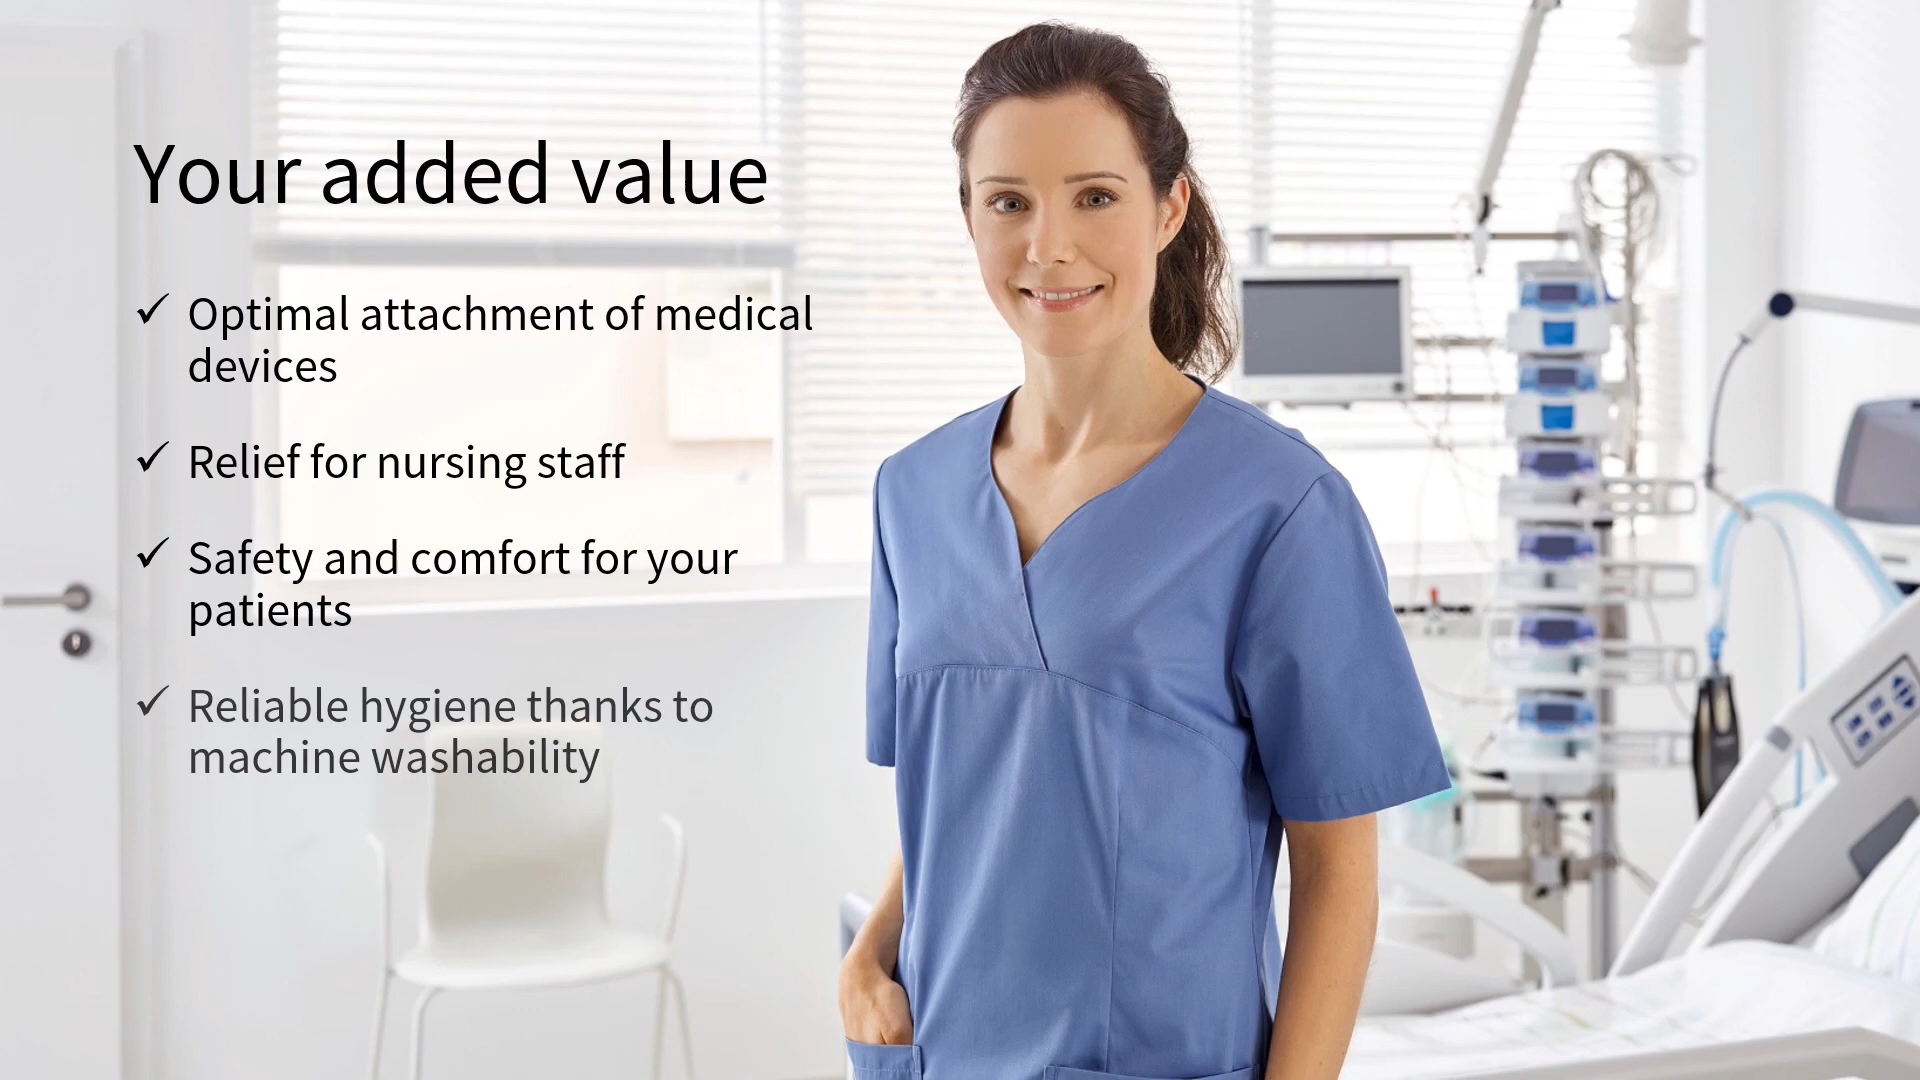 Your added value
✓ Optimal attachment of medical
devices
✓ Relief for nursing staff
✓ Safety and comfort for your
patients
✓ Reliable hygiene thanks to
machine washability